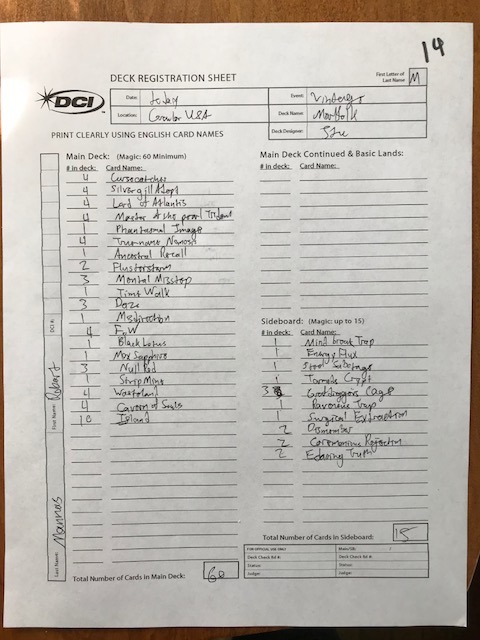 14
DECK REGISTRATION SHEET
First Letter of Last Name M
DCI
Date: today
Event: Vintage
Location: Deck Name: Merfolk
Deck Designer: Stu
PRINT CLEARLY USING ENGLISH CARD NAMES
Main Deck: (Magic: 60 Minimum)
# in deck: Card Name:
4 Cursecatcher
4 Silvergill Adept
4 Lord of Atlantis
4 Master of the pearl Trident
1 Phantasmal Image
4 True-name Nemesis
1 Ancestral Recall
2 Flusterstorm
3 Mental Misstep
1 Time Walk
3 Daze
1 Misdirection
4 FoW
1 Black Lotus
1 Mox Sapphire
3 Null Rod
1 Strip Mine
4 Wasteland
4 Cavern of Souls
10 Island
Total Number of Cards in Main Deck: 60
Main Deck Continued & Basic Lands:
# in deck: Card Name:
Sideboard: (Magic: up to 15)
# in deck: Card Name:
1 Mind break Trap
1 Energy Flux
1 Steel Sabotage
1 Tormods Crypt
3 Grafdiggers Cage
1 Ravenous Trap
1 Surgical Extraction
2 Dismember
2 Ceremonious Rejection
2 Echoing Truth
Total Number of Cards in Sideboard: 15
FOR OFFICIAL USE ONLY
Main/SB: /
Deck Check Rd #: Deck Check Rd #:
Status: Status:
Judge: Judge:
DCI #:
First Name: Robert
Last Name: Mannos